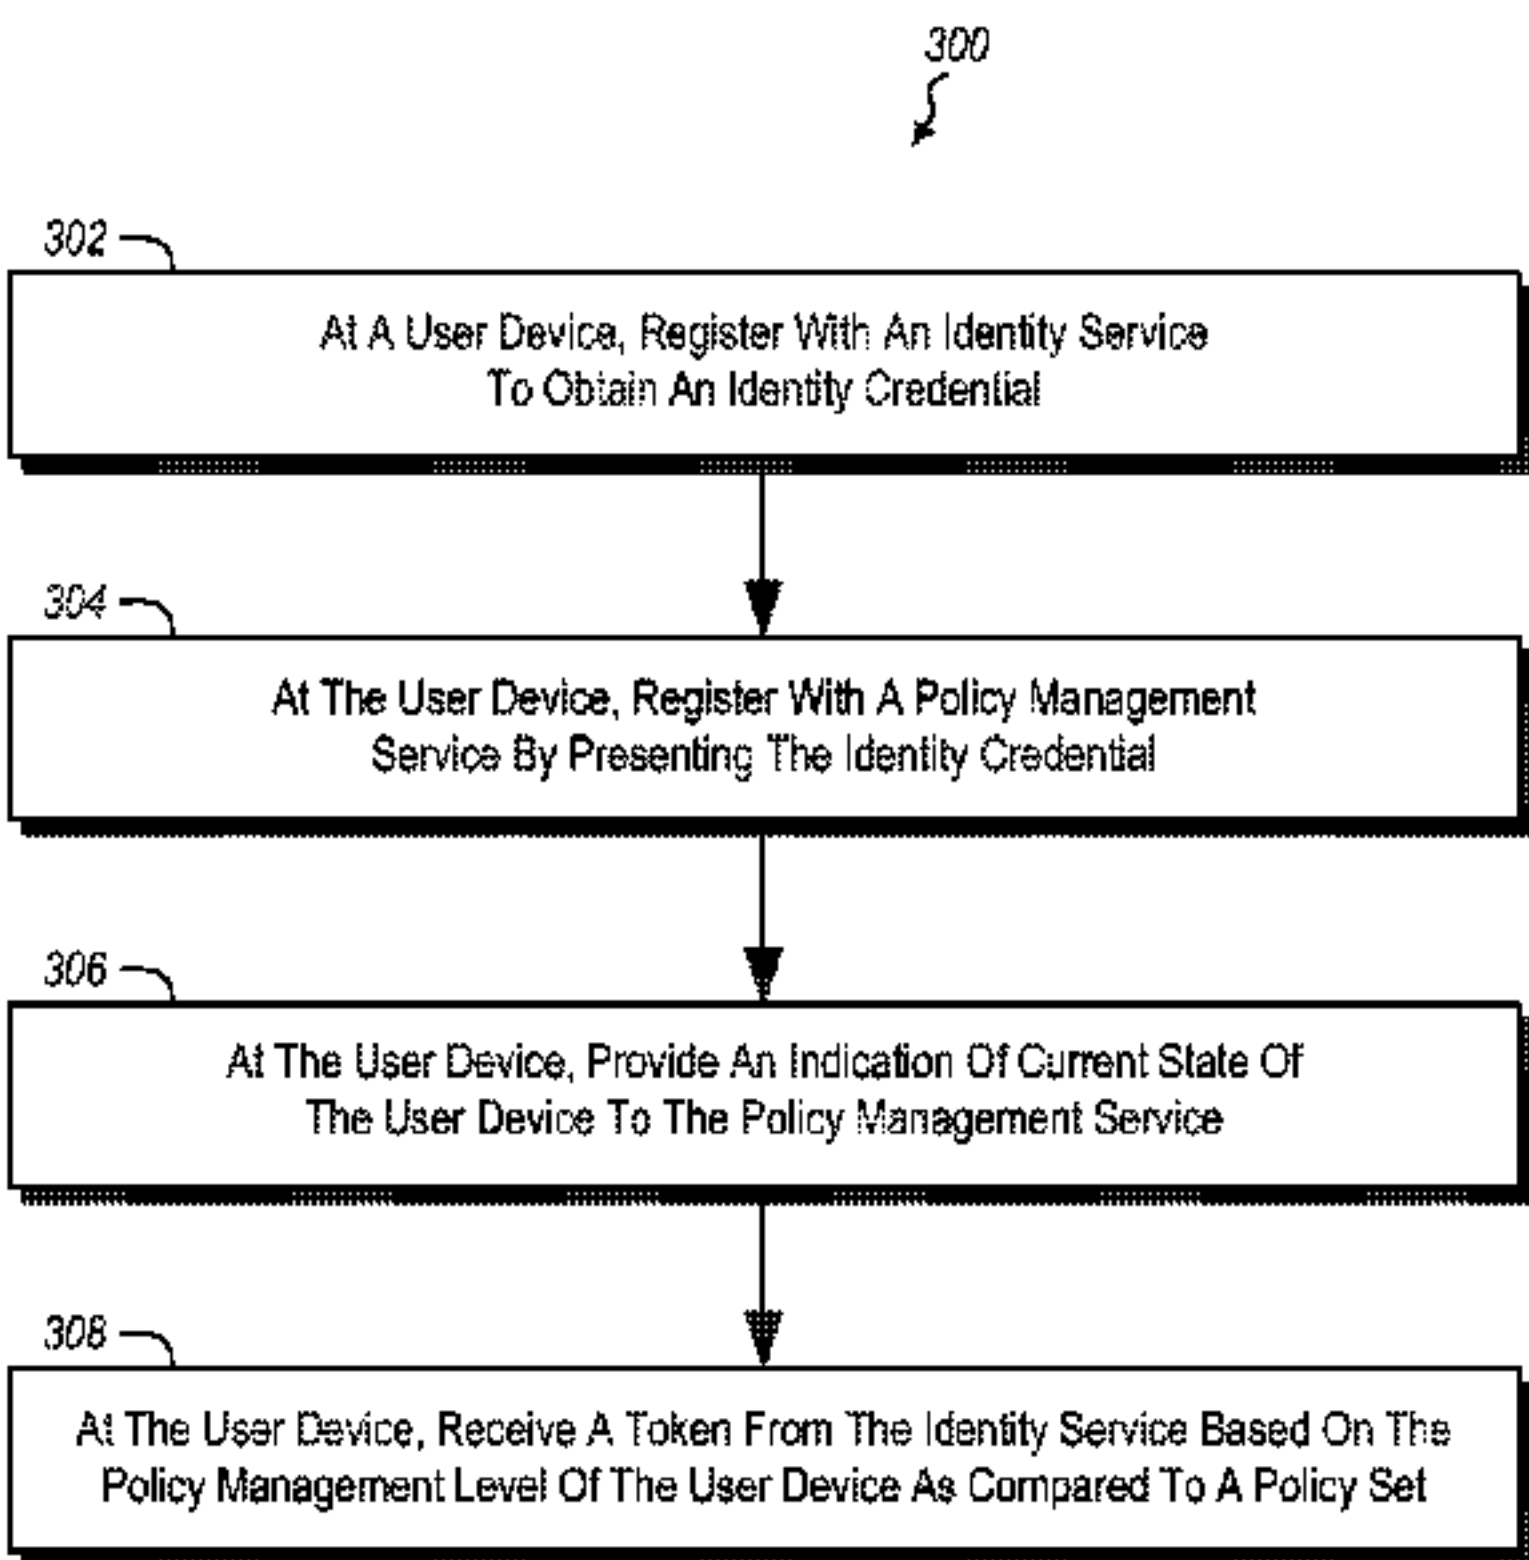 300
302
At A User Device, Register With An Identity Service
To Obtain An Identity Credential
304
At The User Device, Register With A Policy Management
Service By Presenting The Identity Credential
306
At The User Device, Provide An Indication Of Current State Of
The User Device To The Policy Management Service
308
At The User Device, Receive A Token From The Identity Service Based On The
Policy Management Level Of The User Device As Compared To A Policy Set